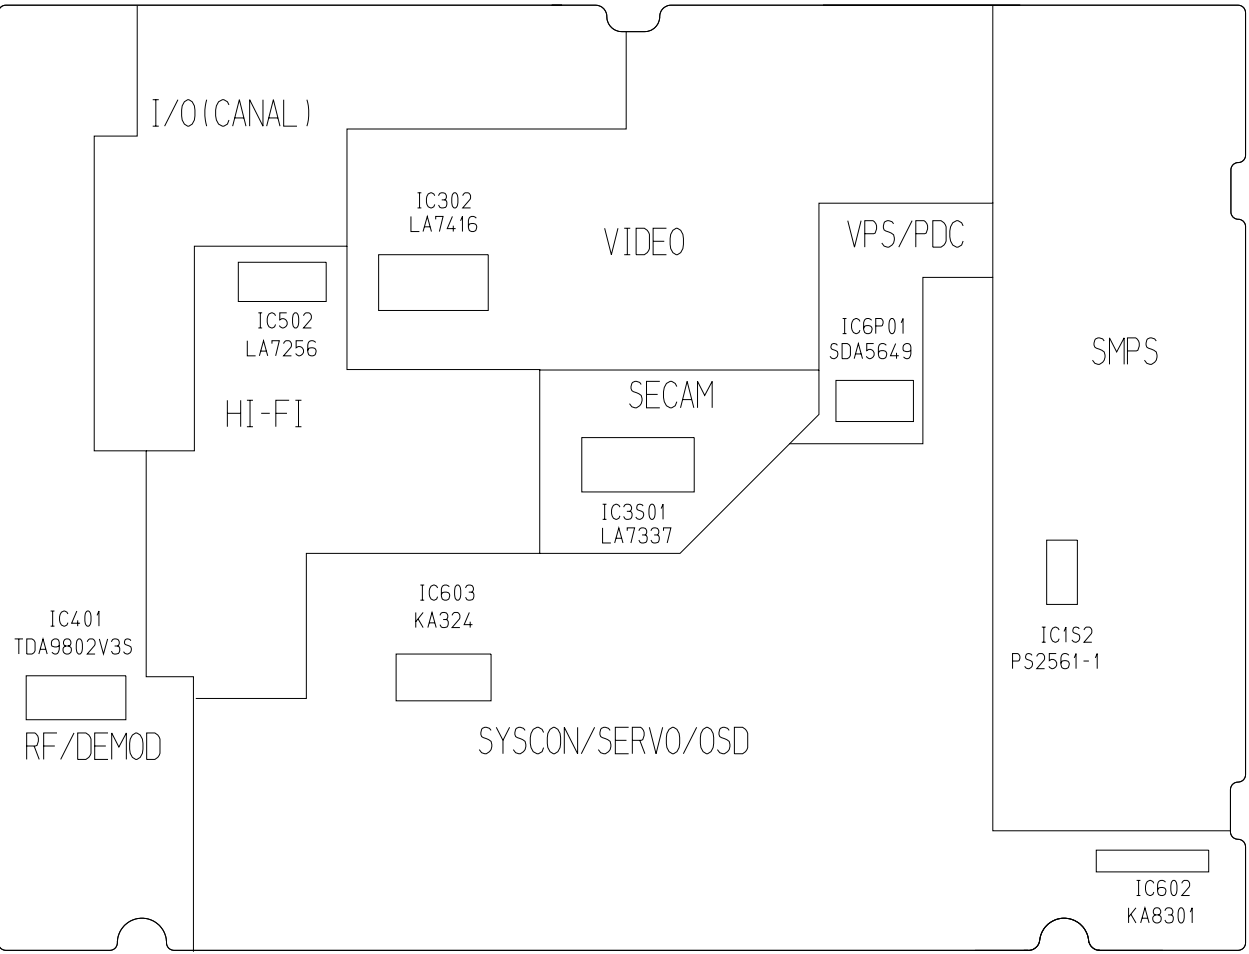 I/O(CANAL)
IC302
LA7416
VIDEO
VPS/PDC
IC502
LA7256
IC6P01
SDA5649
SMPS
HI-FI
SECAM
IC3S01
LA7337
IC603
KA324
IC401
TDA9802V3S
IC1S2
PS2561-1
RF/DEMOD
SYSCON/SERVO/OSD
IC602
KA8301